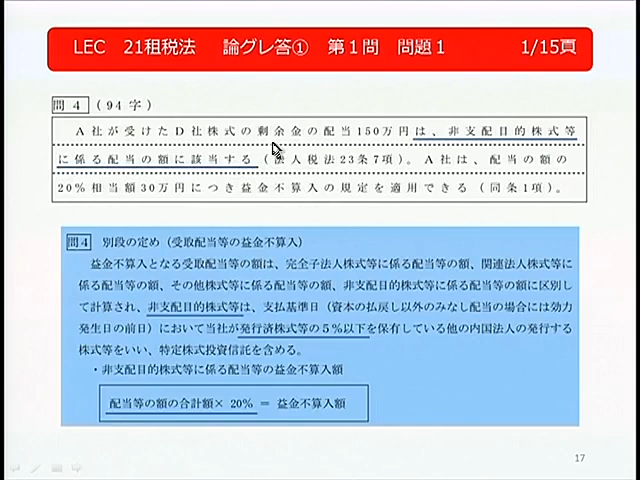 LEC 21租税法 論グレ答① 第1問 問題1 1/15頁
問4(94字)
A社が受けたD社株式の剰余金の配当150万円は、非支配目的株式等
に係る配当の額に該当する(法人税法23条7項)。A社は、配当の額の
20%相当額30万円につき益金不算入の規定を適用できる(同条1項)。
問4 別段の定め(受取配当等の益金不算入)
益金不算入となる受取配当等の額は、完全子法人株式等に係る配当等の額、関連法人株式等に
係る配当等の額、その他株式等に係る配当等の額、非支配目的株式等に係る配当等の額に区別し
て計算され、非支配目的株式等は、支払基準日(資本の払戻し以外のみなし配当の場合には効力
発生日の前日)において当社が発行済株式等の5%以下を保有している他の内国法人の発行する
株式等をいい、特定株式投資信託を含める。
・非支配目的株式等に係る配当等の益金不算入額
配当等の額の合計額×20% = 益金不算入額
17